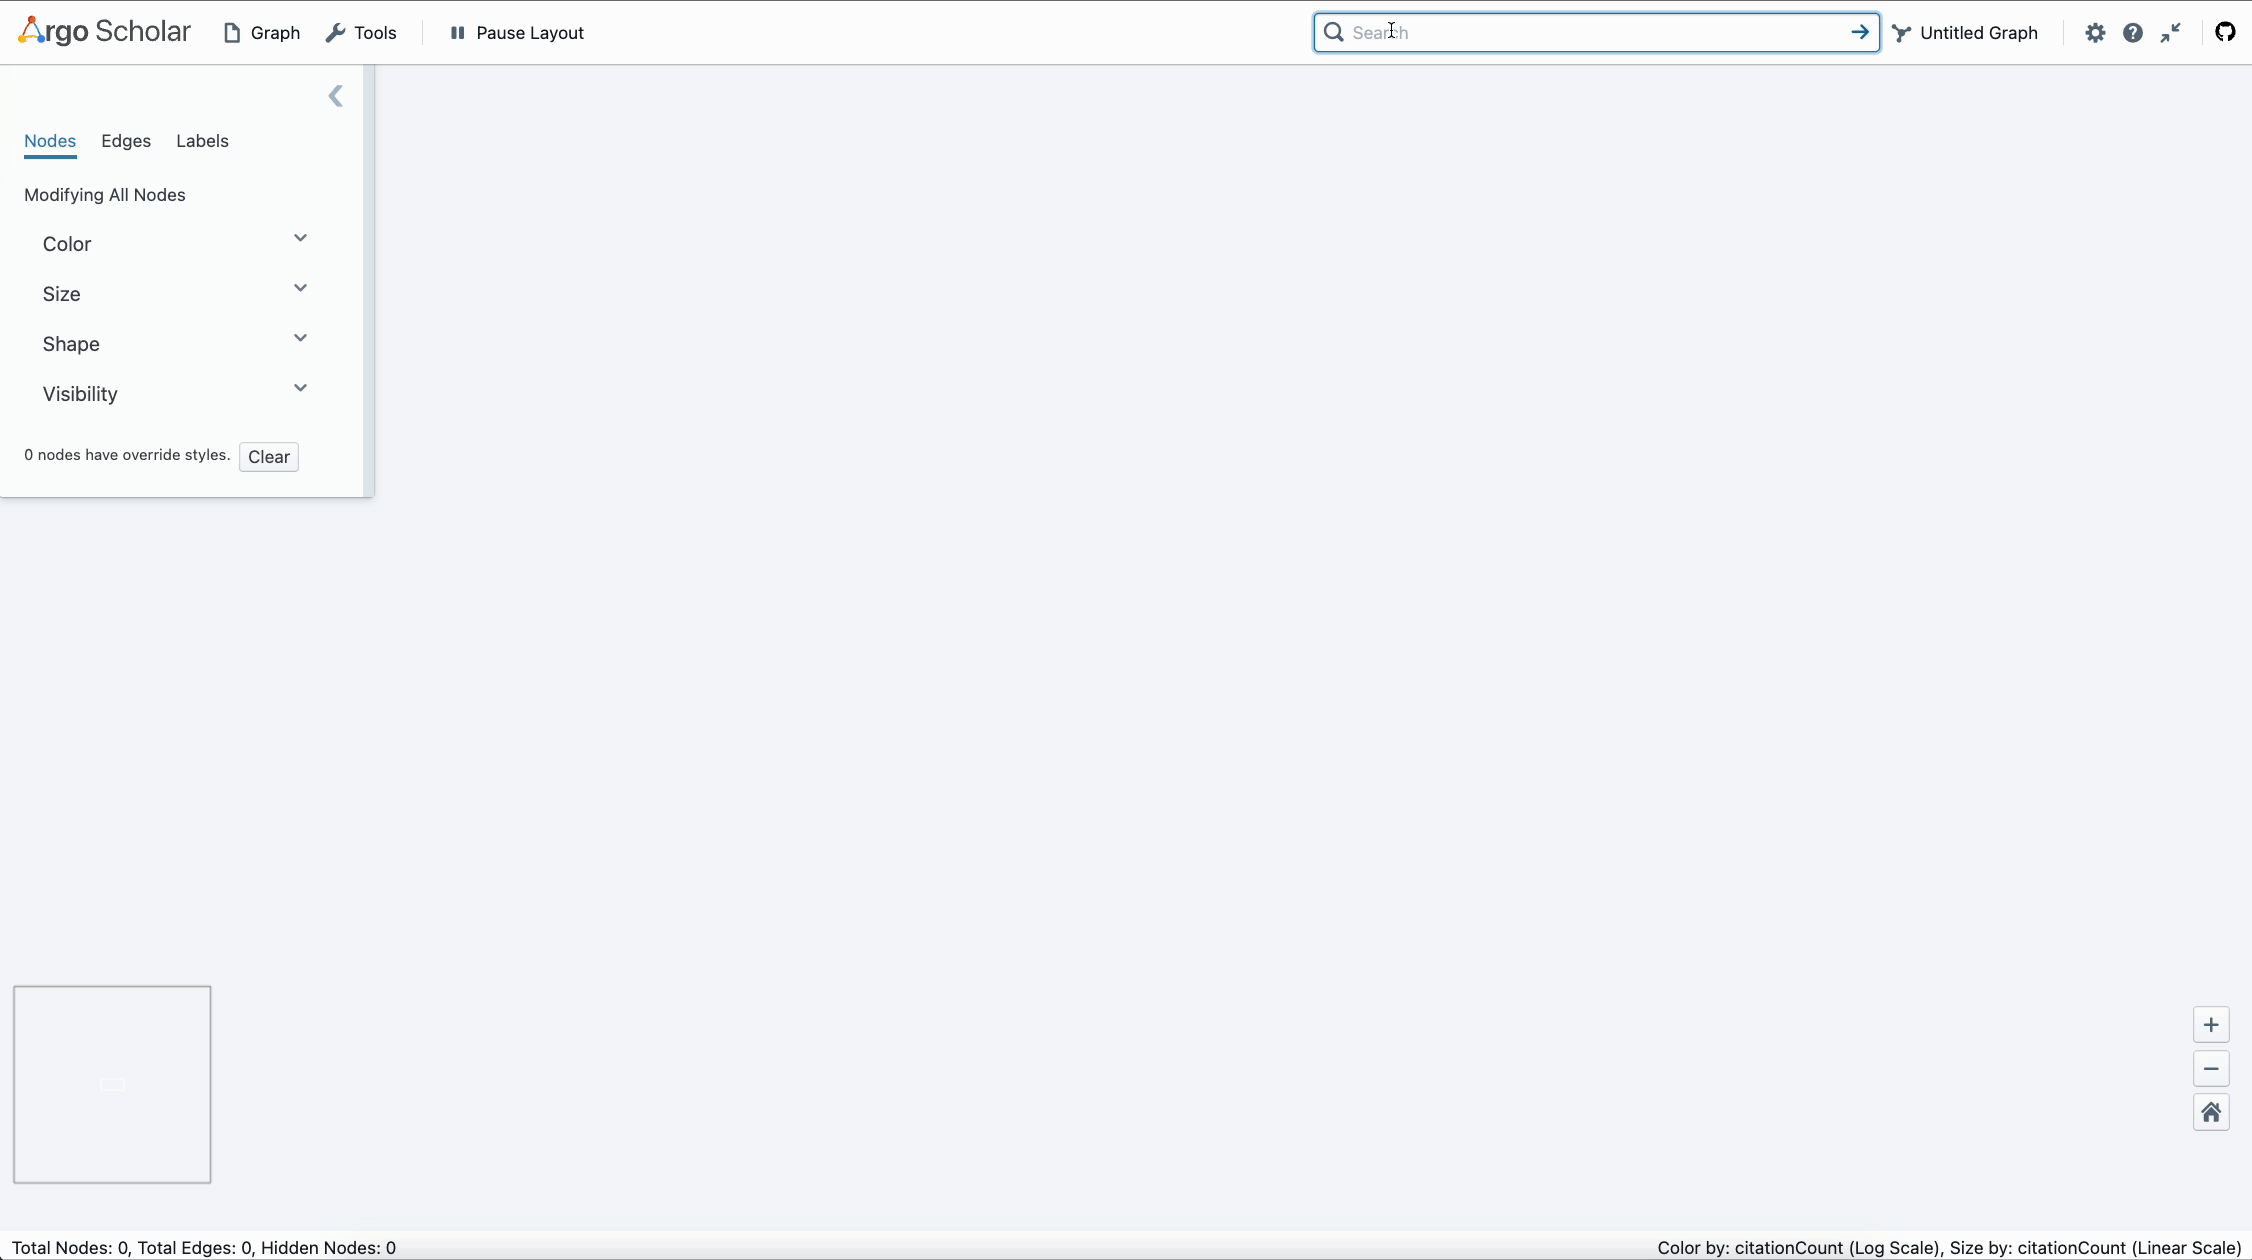 Argo Scholar
Graph
Tools
Pause Layout
Search
Untitled Graph
Nodes
Edges
Labels
Modifying All Nodes
Color
Size
Shape
Visibility
0 nodes have override styles.
Clear
Total Nodes: 0, Total Edges: 0, Hidden Nodes: 0
Color by: citationCount (Log Scale), Size by: citationCount (Linear Scale)